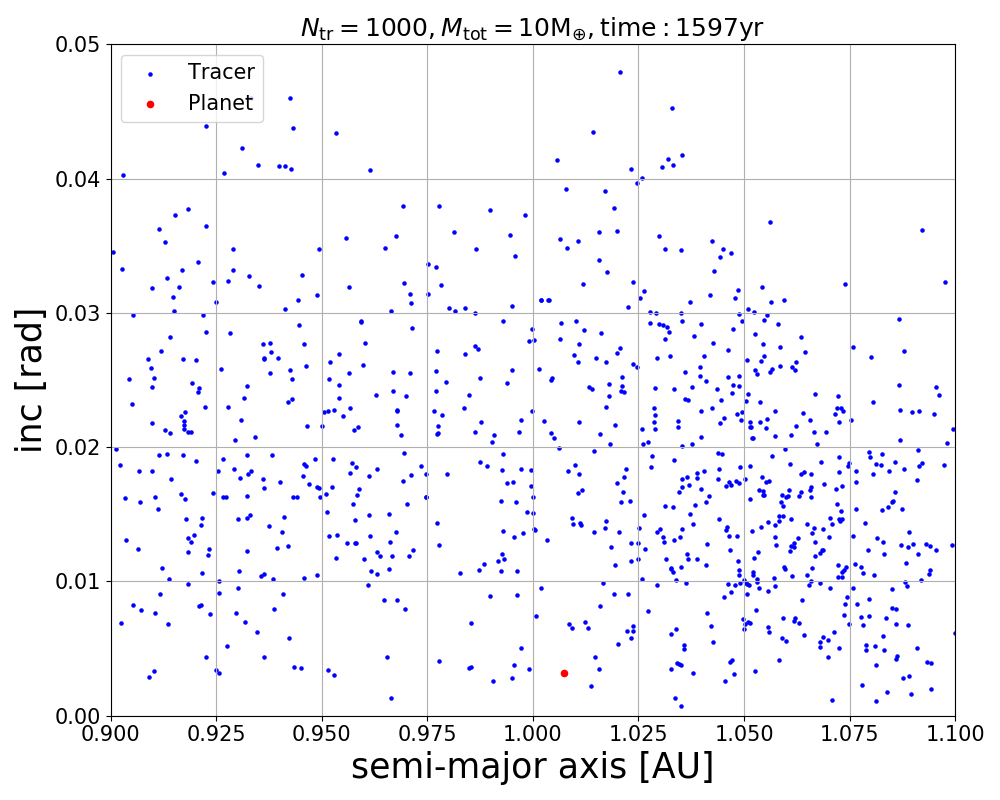 N_tr = 1000, M_tot = 10M_⊕, time : 1597yr
Tracer
Planet
inc [rad]
0.05
0.04
0.03
0.02
0.01
0.00
0.900 0.925 0.950 0.975 1.000 1.025 1.050 1.075 1.100
semi-major axis [AU]